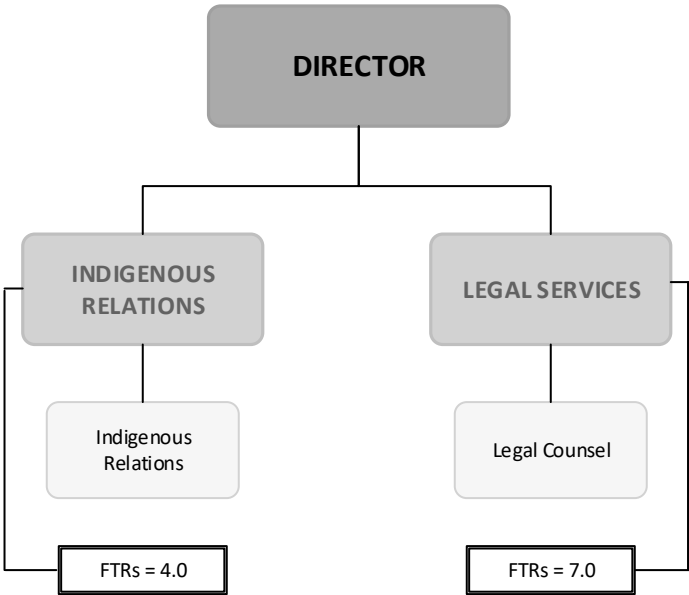 DIRECTOR
INDIGENOUS
RELATIONS
LEGAL SERVICES
Indigenous
Relations
Legal Counsel
FTRs = 4.0
FTRs = 7.0